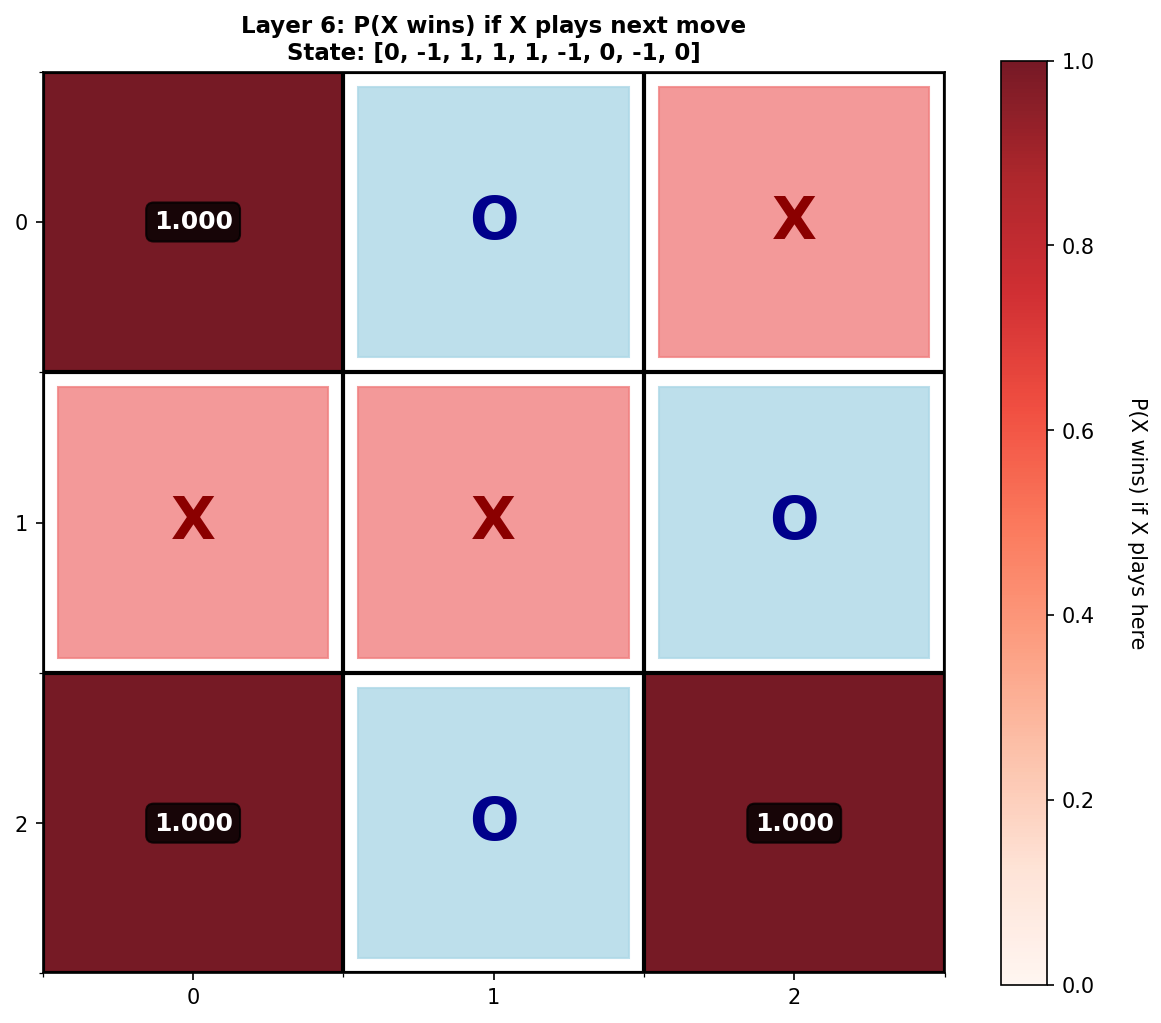 Layer 6: P(X wins) if X plays next move
State: [0, -1, 1, 1, 1, -1, 0, -1, 0]
0
1.000
O
X
1
X
X
O
2
1.000
O
1.000
0
1
2
1.0
0.8
0.6
0.4
0.2
0.0
P(X wins) if X plays here